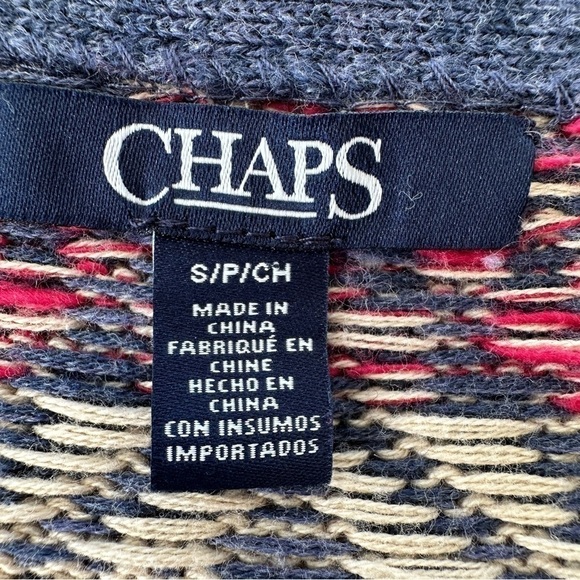 CHAPS
S/P/CH
MADE IN
CHINA
FABRIQUÉ EN
CHINE
HECHO EN
CHINA
CON INSUMOS
IMPORTADOS